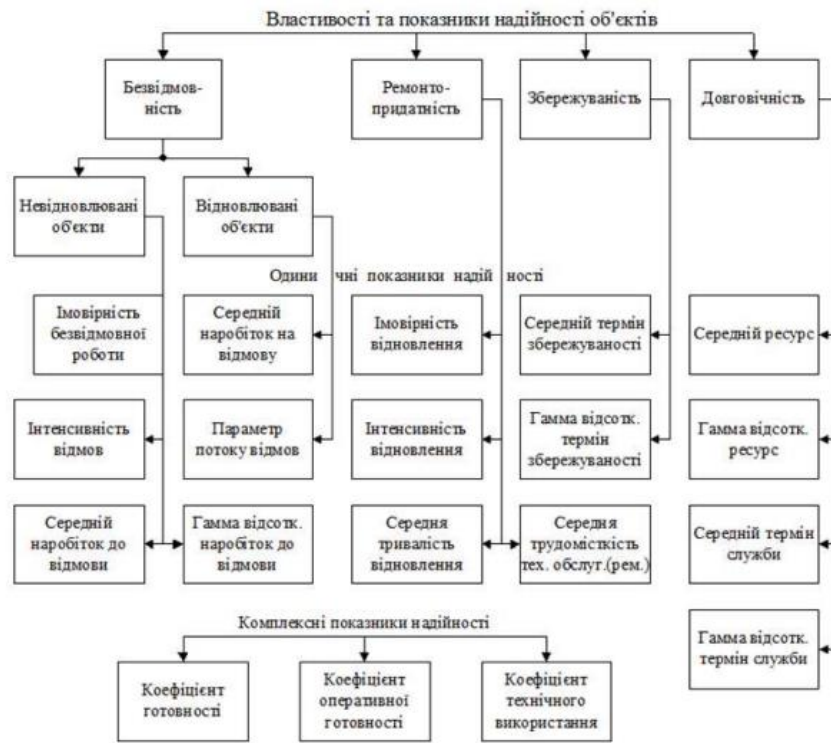 Властивості та показники надійності об'єктів
Безвідмов-
ність
Ремонто-
придатність
Збережуваність
Довговічність
Невідновлювані
об'єкти
Відновлювані
об'єкти
Одини чні показники надій ності
Імовірність
безвідмовної
роботи
Середній
наробіток на
відмову
Імовірність
відновлення
Середній термін
збережуваності
Середній ресурс
Інтенсивність
відмов
Параметр
потоку відмов
Інтенсивність
відновлення
Гамма відсотк.
термін
збережуваності
Гамма відсотк.
ресурс
Середній
наробіток до
відмови
Гамма відсотк.
наробіток до
відмови
Середня
тривалість
відновлення
Середня
трудомісткість
тех. обслуг.(рем.)
Середній термін
служби
Гамма відсотк.
термін служби
Комплексні показники надійності
Коефіцієнт
готовності
Коефіцієнт
оперативної
готовності
Коефіцієнт
технічного
використання